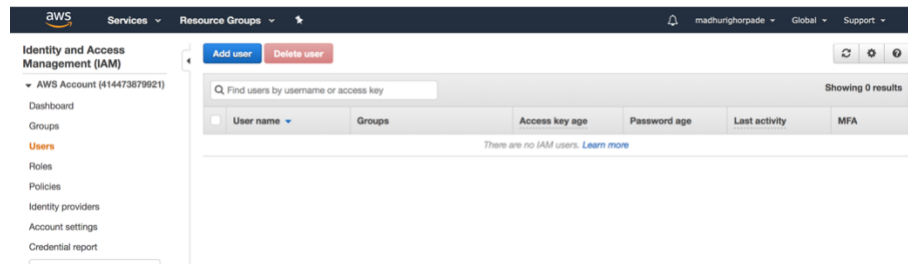 aws Services Resource Groups madhurighorpade Global Support
Identity and Access Management (IAM)
AWS Account (414473879921)
Dashboard
Groups
Users
Roles
Policies
Identity providers
Account settings
Credential report
Add user Delete user
Find users by username or access key
Showing 0 results
User name Groups Access key age Password age Last activity MFA
There are no IAM users. Learn more